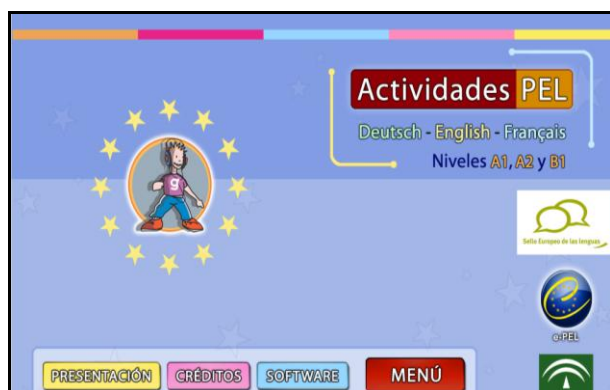 Actividades PEL
Deutsch - English - Français
Niveles A1, A2 y B1
g
Sello Europeo de las lenguas
e-PEL
PRESENTACIÓN CRÉDITOS SOFTWARE MENÚ